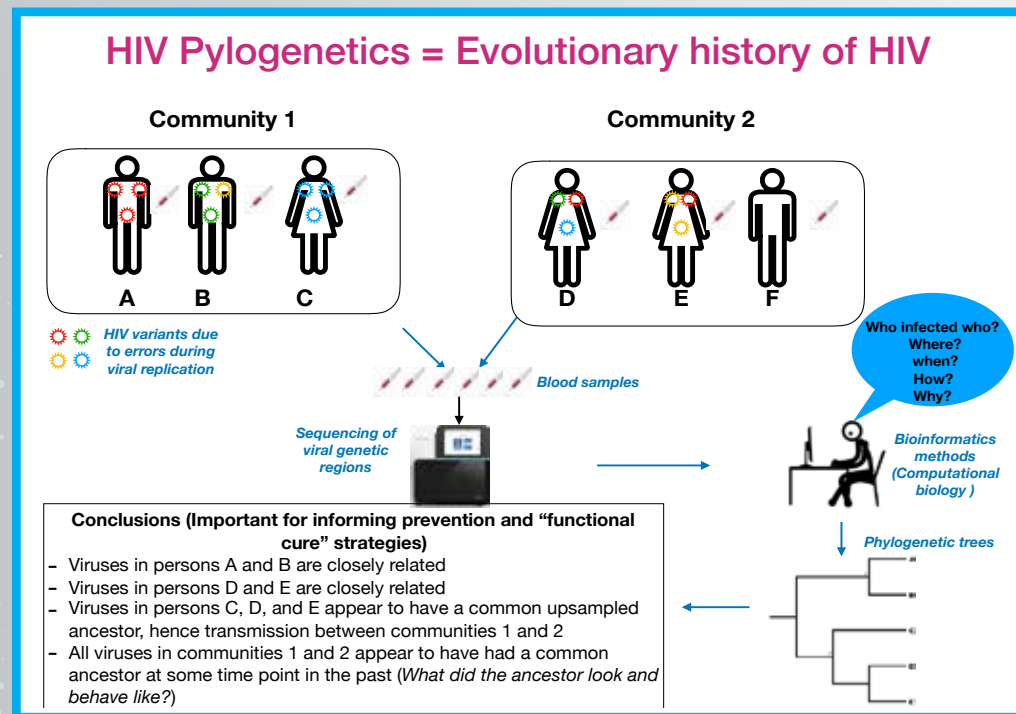 HIV Pylogenetics = Evolutionary history of HIV
Community 1
Community 2
A
B
C
D
E
F
HIV variants due
to errors during
viral replication
Blood samples
Who infected who?
Where?
when?
How?
Why?
Sequencing of
viral genetic
regions
Bioinformatics
methods
(Computational
biology )
Phylogenetic trees
Conclusions (Important for informing prevention and “functional
cure” strategies)
– Viruses in persons A and B are closely related
– Viruses in persons D and E are closely related
– Viruses in persons C, D, and E appear to have a common upsampled
ancestor, hence transmission between communities 1 and 2
– All viruses in communities 1 and 2 appear to have had a common
ancestor at some time point in the past (What did the ancestor look and
behave like?)